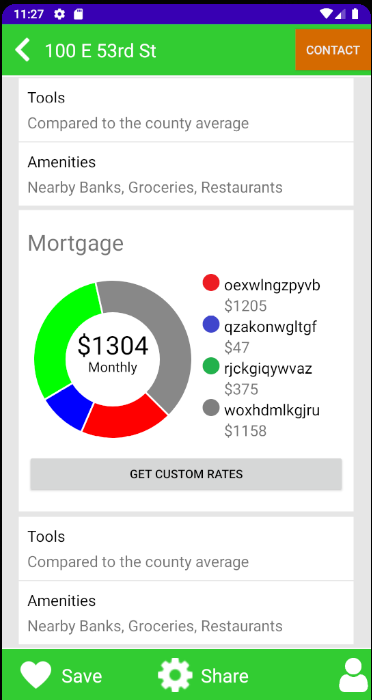 11:27
100 E 53rd St
CONTACT
Tools
Compared to the county average
Amenities
Nearby Banks, Groceries, Restaurants
Mortgage
$1304
Monthly
oexwlngzpyvb
$1205
qzakonwgltgf
$47
rjckgiqywvaz
$375
woxhdmlkgjru
$1158
GET CUSTOM RATES
Tools
Compared to the county average
Amenities
Nearby Banks, Groceries, Restaurants
Save
Share